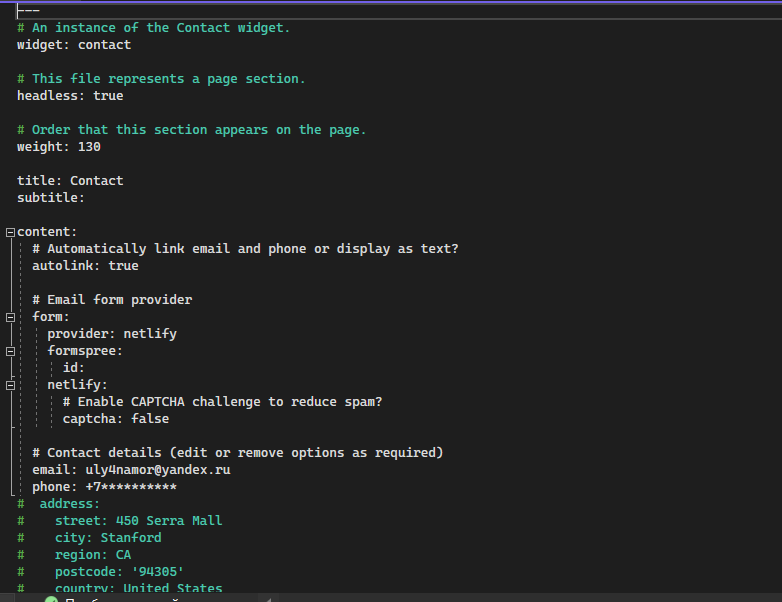 ---
# An instance of the Contact widget.
widget: contact

# This file represents a page section.
headless: true

# Order that this section appears on the page.
weight: 130

title: Contact
subtitle:

content:
  # Automatically link email and phone or display as text?
  autolink: true

  # Email form provider
  form:
    provider: netlify
    formspree:
      id:
    netlify:
      # Enable CAPTCHA challenge to reduce spam?
      captcha: false

  # Contact details (edit or remove options as required)
  email: uly4namor@yandex.ru
  phone: +7**********
#  address:
#    street: 450 Serra Mall
#    city: Stanford
#    region: CA
#    postcode: '94305'
#    country: United States